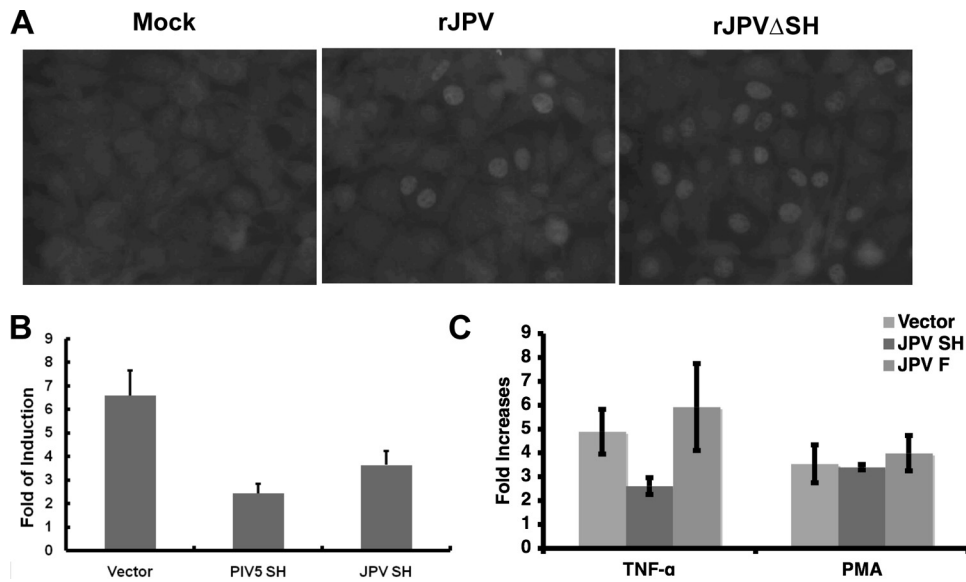 A
Mock
rJPV
rJPVΔSH
B
Fold of Induction
9
8
7
6
5
4
3
2
1
0
Vector
PIV5 SH
JPV SH
C
Fold Increases
9
8
7
6
5
4
3
2
1
0
Vector
JPV SH
JPV F
TNF-α
PMA